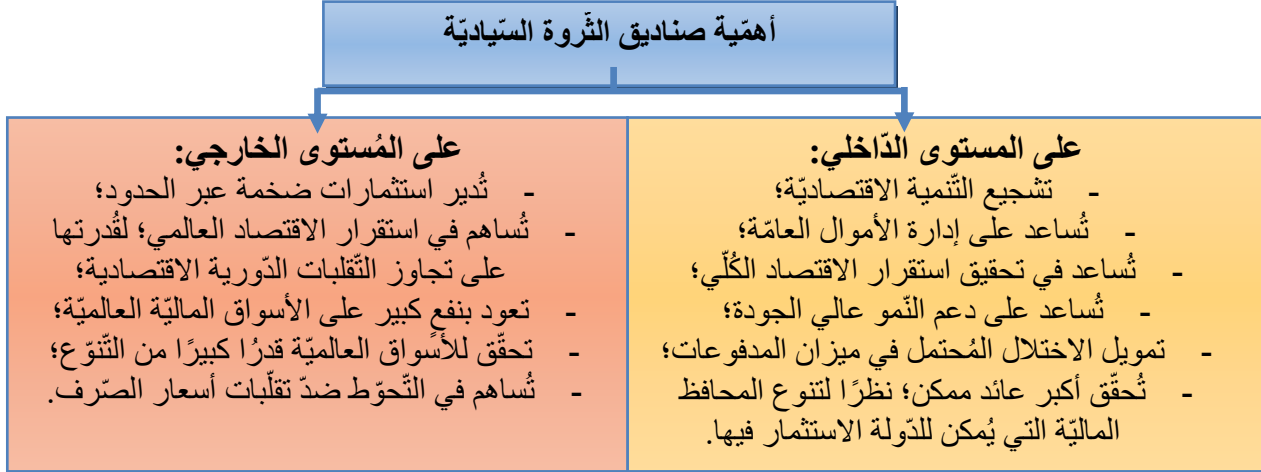 أهمّية صناديق الثّروة السّياديّة
على المستوى الدّاخلي:
- تشجيع التّنمية الاقتصاديّة؛
- تُساعد على إدارة الأموال العامّة؛
- تُساعد في تحقيق استقرار الاقتصاد الكُلّي؛
- تُساعد على دعم النّمو عالي الجودة؛
- تمويل الاختلال المُحتمل في ميزان المدفوعات؛
- تُحقّق أكبر عائد ممكن؛ نظرًا لتنوع المحافظ
الماليّة التي يُمكن للدّولة الاستثمار فيها.
على المُستوى الخارجي:
- تُدير استثمارات ضخمة عبر الحدود؛
- تُساهم في استقرار الاقتصاد العالمي؛ لقُدرتها
على تجاوز التّقلبات الدّورية الاقتصادية؛
- تعود بنفعٍ كبير على الأسواق الماليّة العالميّة؛
- تحقّق للأسواق العالميّة قدرُا كبيرًا من التّنوّع؛
- تُساهم في التّحوّط ضدّ تقلّبات أسعار الصّرف.